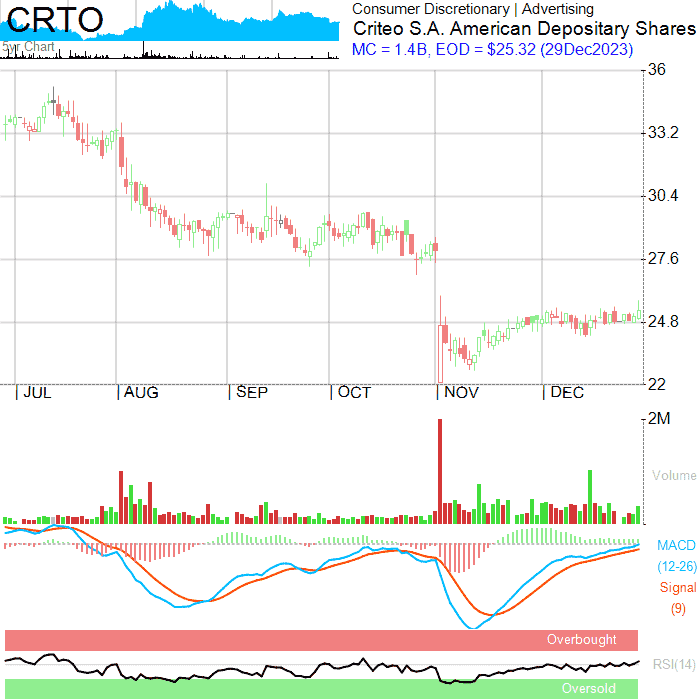 CRTO
Consumer Discretionary | Advertising
Criteo S.A. American Depositary Shares
5yr Chart
MC = 1.4B, EOD = $25.32 (29Dec2023)
36
33.2
30.4
27.6
24.8
22
JUL
AUG
SEP
OCT
NOV
DEC
2M
Volume
MACD
(12-26)
Signal
(9)
Overbought
RSI(14)
Oversold